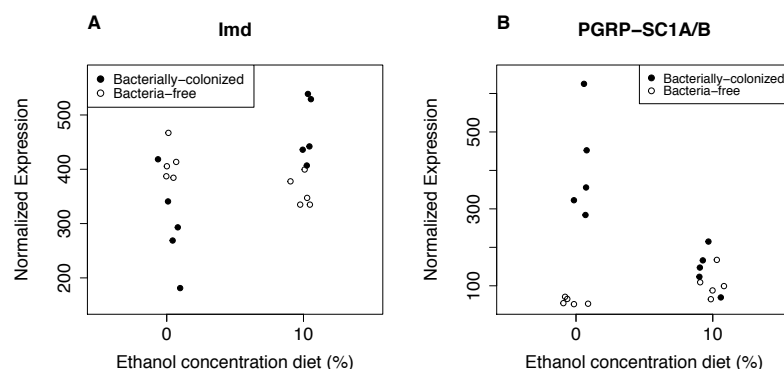 A
Imd
Bacterially−colonized
Bacteria−free
Normalized Expression
200
300
400
500
0
10
Ethanol concentration diet (%)
B
PGRP−SC1A/B
Bacterially−colonized
Bacteria−free
Normalized Expression
100
300
500
0
10
Ethanol concentration diet (%)